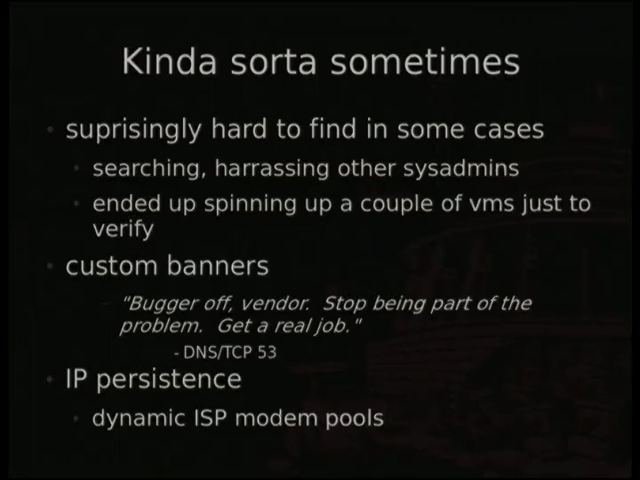 Kinda sorta sometimes
suprisingly hard to find in some cases
searching, harrassing other sysadmins
ended up spinning up a couple of vms just to
verify
custom banners
"Bugger off, vendor.  Stop being part of the
problem.  Get a real job."
- DNS/TCP 53
IP persistence
dynamic ISP modem pools